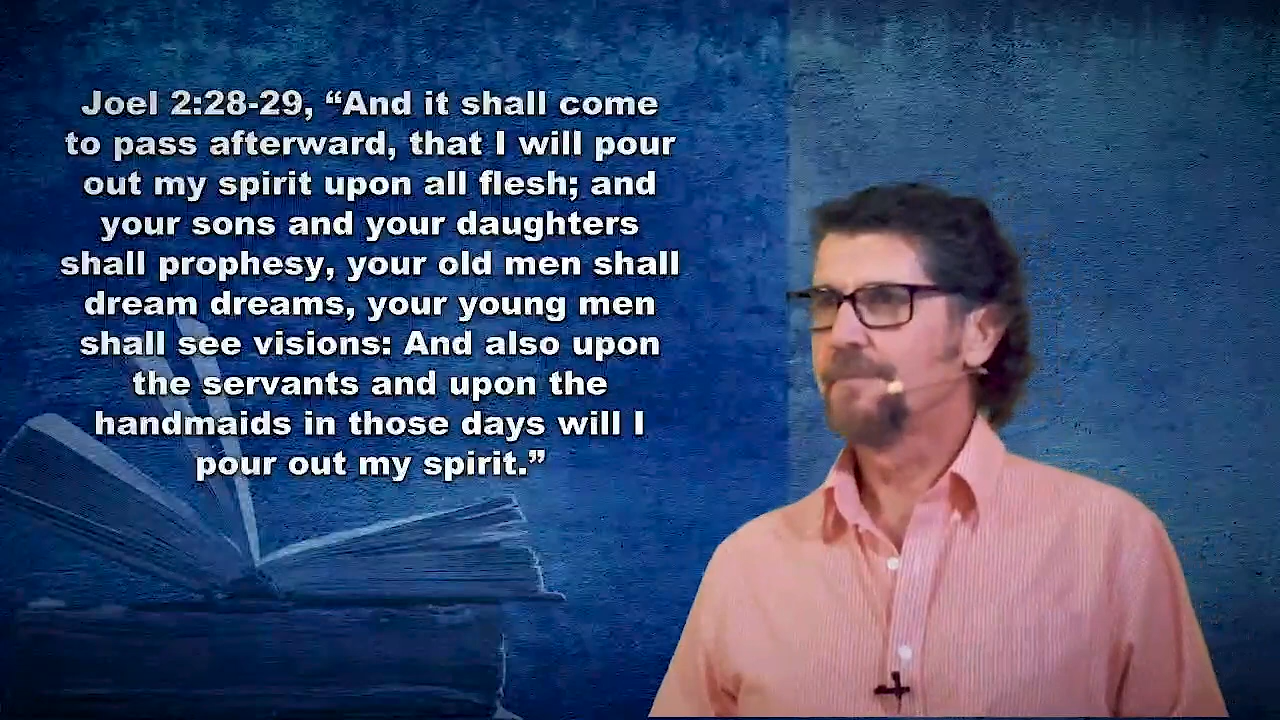 Joel 2:28-29, “And it shall come
to pass afterward, that I will pour
out my spirit upon all flesh; and
your sons and your daughters
shall prophesy, your old men shall
dream dreams, your young men
shall see visions: And also upon
the servants and upon the
handmaids in those days will I
pour out my spirit.”